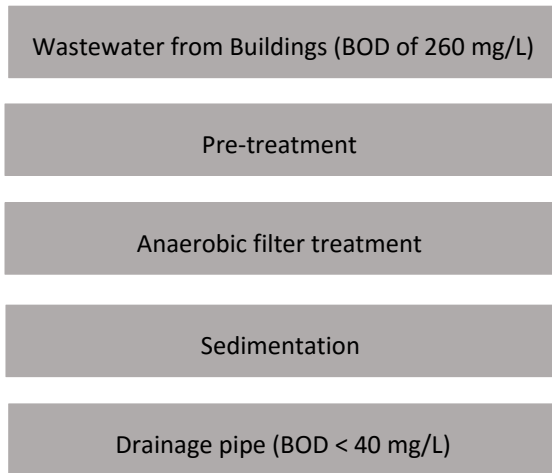 Wastewater from Buildings (BOD of 260 mg/L)
Pre-treatment
Anaerobic filter treatment
Sedimentation
Drainage pipe (BOD < 40 mg/L)